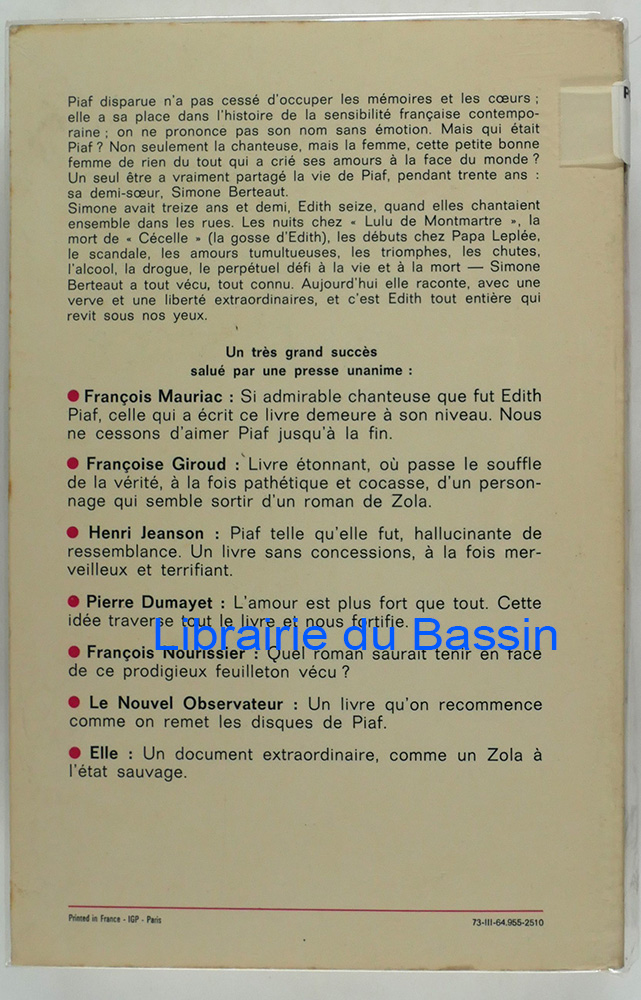 Piaf disparue n'a pas cessé d'occuper les mémoires et les cœurs ;
elle a sa place dans l'histoire de la sensibilité française contempo-
raine ; on ne prononce pas son nom sans émotion. Mais qui était
Piaf ? Non seulement la chanteuse, mais la femme, cette petite bonne
femme de rien du tout qui a crié ses amours à la face du monde ?
Un seul être a vraiment partagé la vie de Piaf, pendant trente ans :
sa demi-sœur, Simone Berteaut.
Simone avait treize ans et demi, Edith seize, quand elles chantaient
ensemble dans les rues. Les nuits chez « Lulu de Montmartre », la
mort de « Cécelle » (la gosse d'Edith), les débuts chez Papa Leplée,
le scandale, les amours tumultueuses, les triomphes, les chutes,
l'alcool, la drogue, le perpétuel défi à la vie et à la mort — Simone
Berteaut a tout vécu, tout connu. Aujourd'hui elle raconte, avec une
verve et une liberté extraordinaires, et c'est Edith tout entière qui
revit sous nos yeux.
Un très grand succès
salué par une presse unanime :
● François Mauriac : Si admirable chanteuse que fut Edith
Piaf, celle qui a écrit ce livre demeure à son niveau. Nous
ne cessons d'aimer Piaf jusqu'à la fin.
● Françoise Giroud : Livre étonnant, où passe le souffle
de la vérité, à la fois pathétique et cocasse, d'un person-
nage qui semble sortir d'un roman de Zola.
● Henri Jeanson : Piaf telle qu'elle fut, hallucinante de
ressemblance. Un livre sans concessions, à la fois mer-
veilleux et terrifiant.
● Pierre Dumayet : L'amour est plus fort que tout. Cette
idée traverse tout le livre et nous fortifie.
Librairie du Bassin
● François Nourissier : Quel roman saurait tenir en face
de ce prodigieux feuilleton vécu ?
● Le Nouvel Observateur : Un livre qu'on recommence
comme on remet les disques de Piaf.
● Elle : Un document extraordinaire, comme un Zola à
l'état sauvage.
Printed in France - IGP - Paris
73-III-64.955-2510